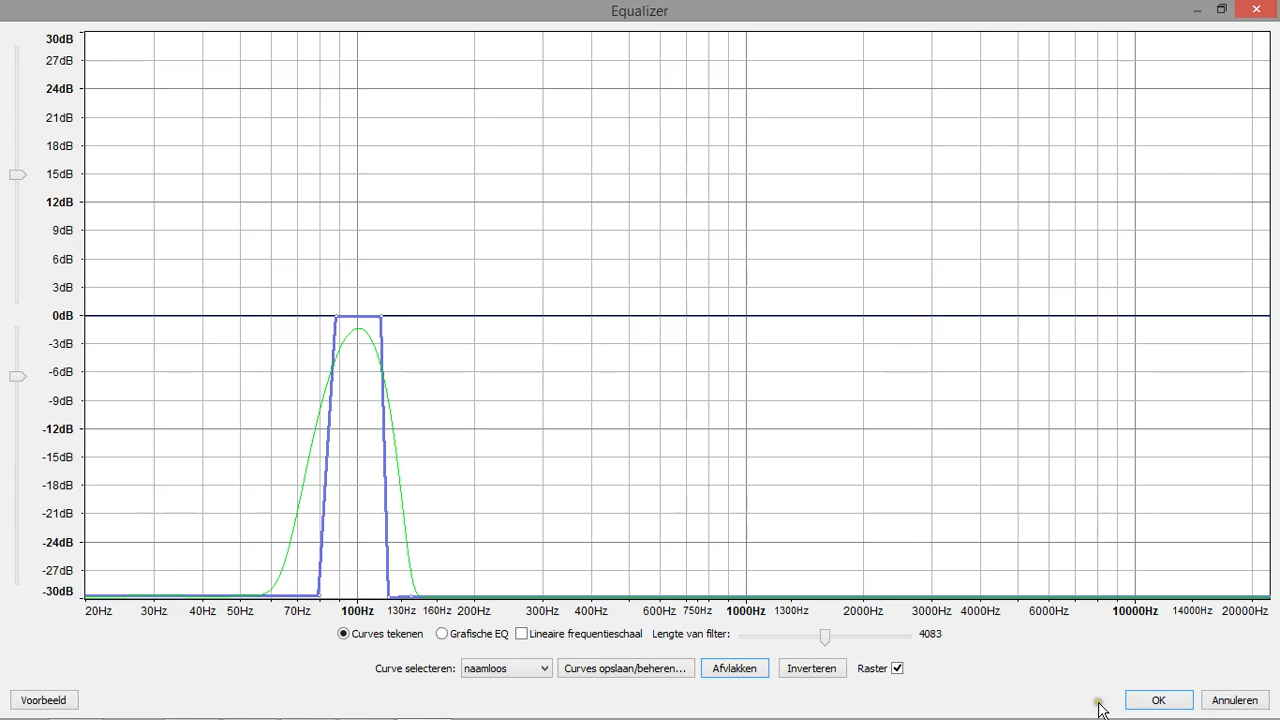 Equalizer
30dB
27dB
24dB
21dB
18dB
15dB
12dB
9dB
6dB
3dB
0dB
-3dB
-6dB
-9dB
-12dB
-15dB
-18dB
-21dB
-24dB
-27dB
-30dB
20Hz 30Hz 40Hz 50Hz 70Hz 100Hz 130Hz 160Hz 200Hz 300Hz 400Hz 600Hz 750Hz 1000Hz 1300Hz 2000Hz 3000Hz 4000Hz 6000Hz 10000Hz 14000Hz 20000Hz
Curves tekenen Grafische EQ Lineaire frequentieschaal Lengte van filter: 4083
Curve selecteren: naamloos Curves opslaan/beheren... Afvlakken Inverteren Raster
Voorbeeld OK Annuleren